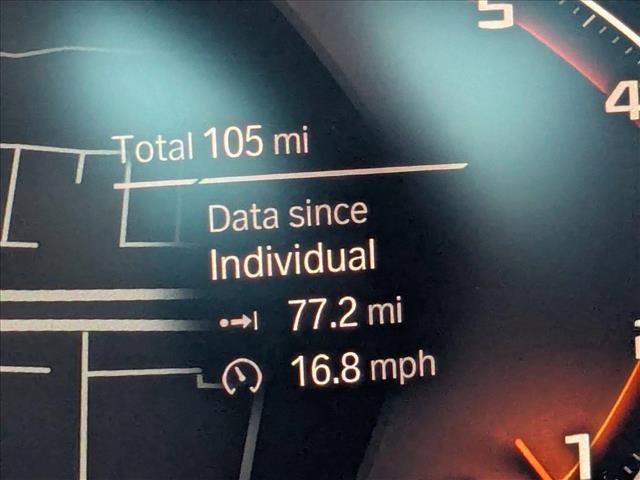 5
4
Total 105 mi
Data since
Individual
77.2 mi
16.8 mph
1